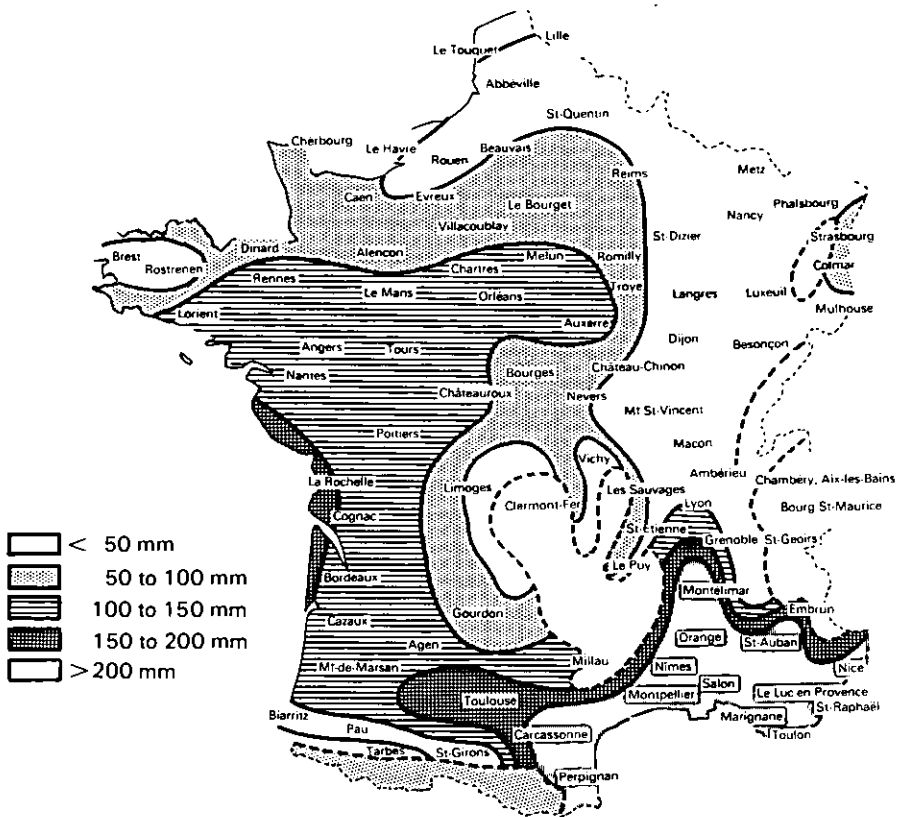 Lille
Le Touquet
Abbéville
St-Quentin
Cherbourg
Le Havre
Beauvais
Rouen
Reims
Metz
Caen
Evreux
Le Bourget
Phalsbourg
Nancy
Villacoublay
St-Dizier
Strasbourg
Dinard
Brest
Alencon
Melun
Romilly
Rostrenen
Chartres
Colmar
Rennes
Troye
Le Mans
Orléans
Langres
Luxeuil
Lorient
Auxerre
Mulhouse
Dijon
Besonçon
Angers
Tours
Nantes
Bourges
Château-Chinon
Châteauroux
Nevers
Mt St-Vincent
Poitiers
Macon
Vichy
Ambérieu
Chambéry, Aix-les-Bains
La Rochelle
Limoges
Les Sauvages
Clermont-Fer
Lyon
Bourg St-Maurice
Cognac
St-Etienne
Grenoble St-Geoirs
Le Puy
Bordeaux
Montélimar
Embrun
Gourdon
Cazaux
Orange
St-Auban
Agen
Millau
Mt-de-Marsan
Nîmes
Nice
Toulouse
Salon
Montpellier
Le Luc en Provence
St-Raphaël
Biarritz
Marignane
Pau
Carcassonne
Toulon
Tarbes
St-Girons
Perpignan
< 50 mm
50 to 100 mm
100 to 150 mm
150 to 200 mm
> 200 mm